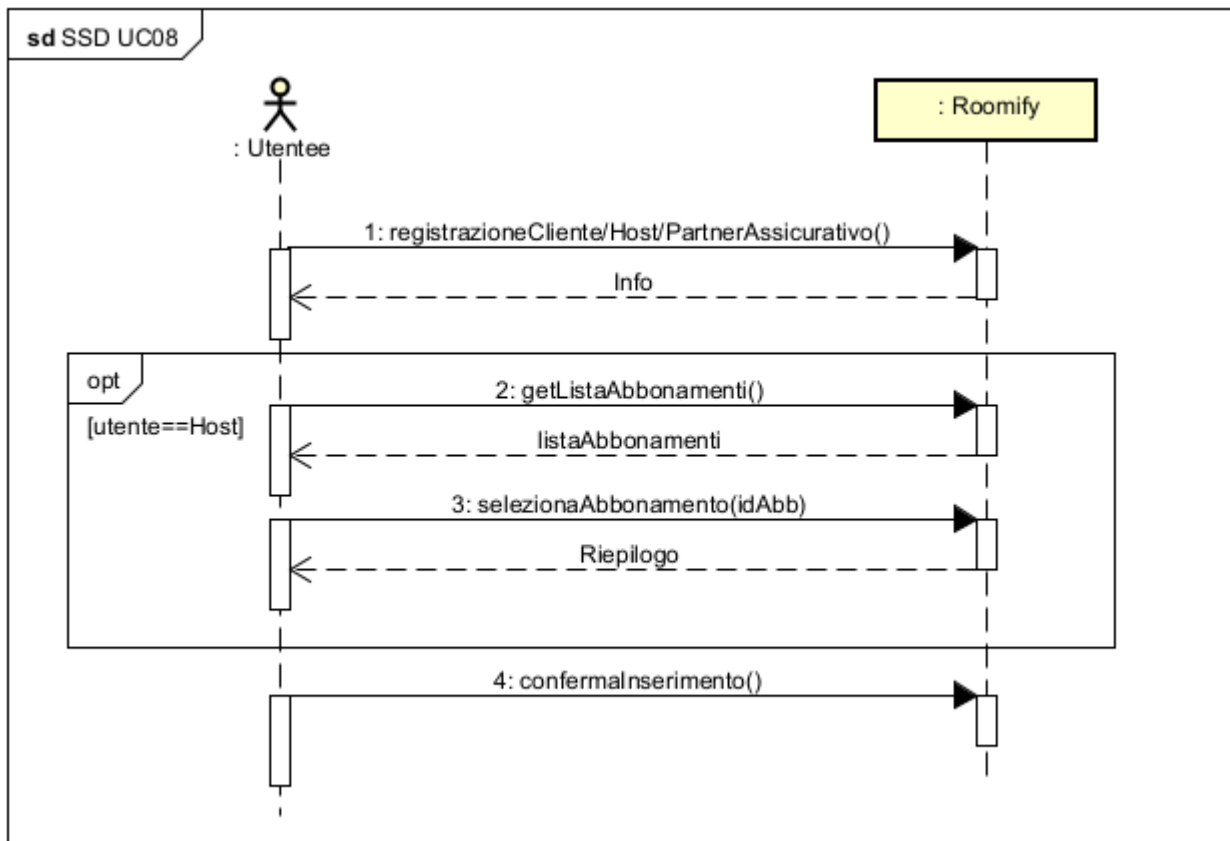 sd SSD UC08
: Utentee
: Roomify
1: registrazioneCliente/Host/PartnerAssicurativo()
Info
opt
[utente==Host]
2: getListaAbbonamenti()
listaAbbonamenti
3: selezionaAbbonamento(idAbb)
Riepilogo
4: confermaInserimento()